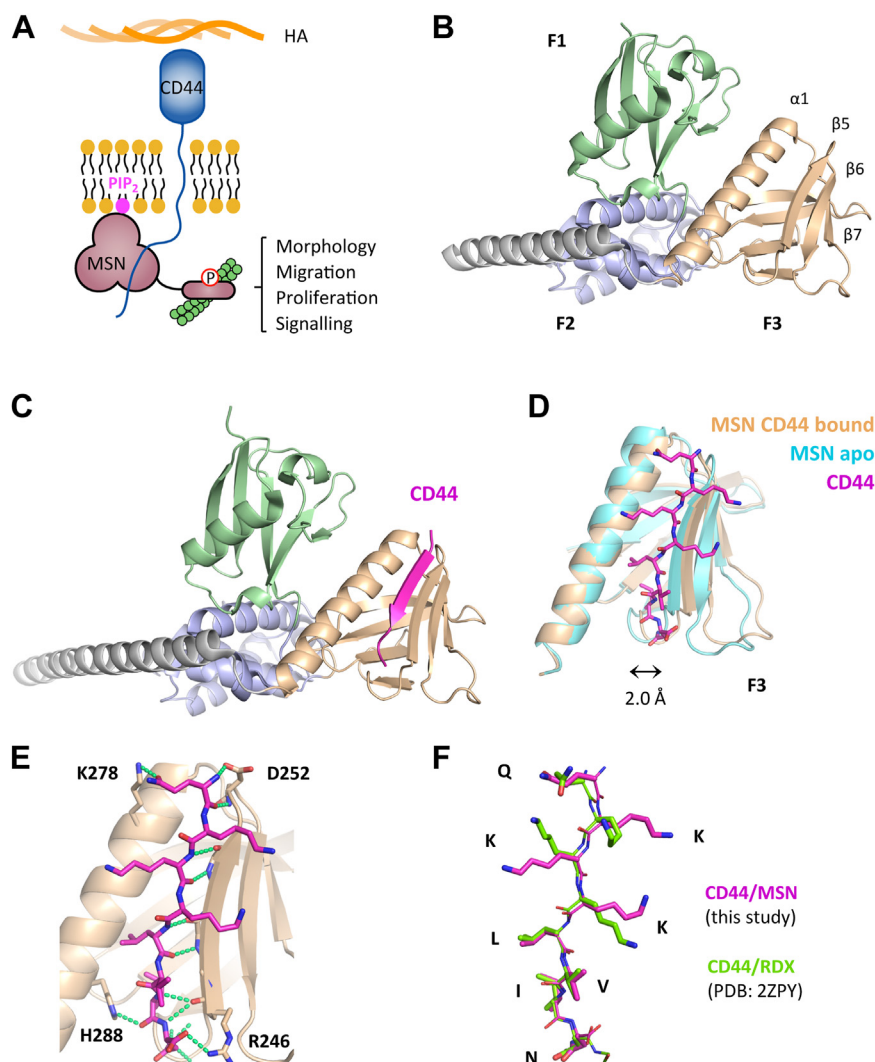 A
HA
CD44
PIP2
MSN
P
Morphology
Migration
Proliferation
Signalling
B
F1
α1
β5
β6
β7
F2
F3
C
CD44
D
MSN CD44 bound
MSN apo
CD44
2.0 Å
F3
E
K278
D252
H288
R246
F
Q
K
K
K
L
I
V
N
CD44/MSN
(this study)
CD44/RDX
(PDB: 2ZPY)